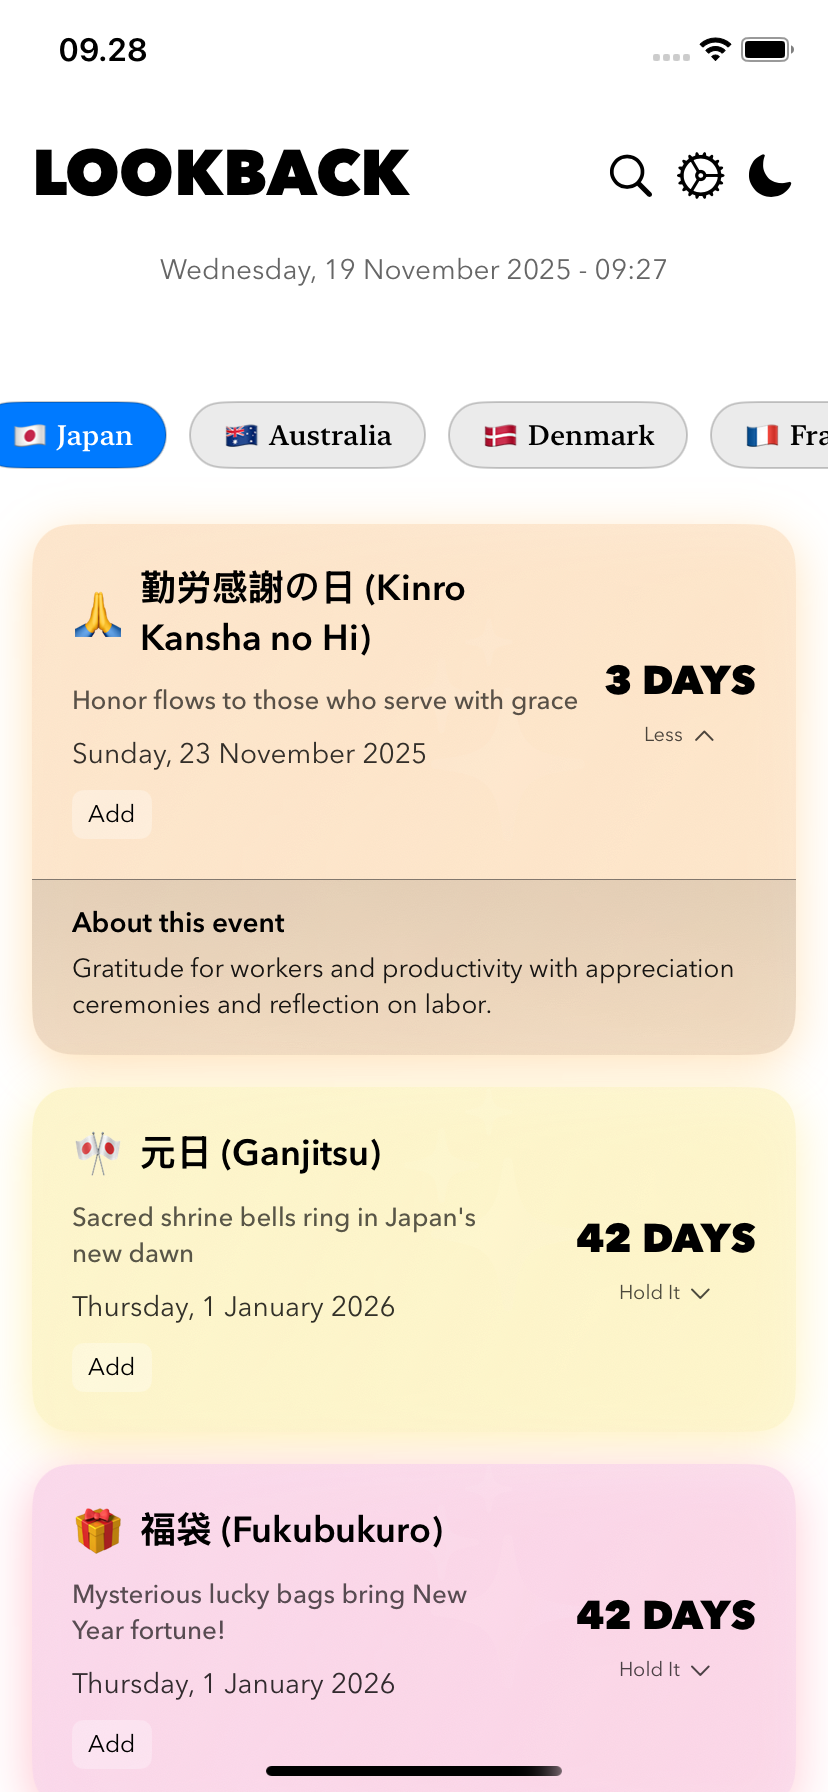 09.28
LOOKBACK
Wednesday, 19 November 2025 - 09:27
Japan
Australia
Denmark
Fra
勤労感謝の日 (Kinro
Kansha no Hi)
Honor flows to those who serve with grace
Sunday, 23 November 2025
Add
3 DAYS
Less
About this event
Gratitude for workers and productivity with appreciation
ceremonies and reflection on labor.
元日 (Ganjitsu)
Sacred shrine bells ring in Japan's
new dawn
Thursday, 1 January 2026
Add
42 DAYS
Hold It
福袋 (Fukubukuro)
Mysterious lucky bags bring New
Year fortune!
Thursday, 1 January 2026
Add
42 DAYS
Hold It